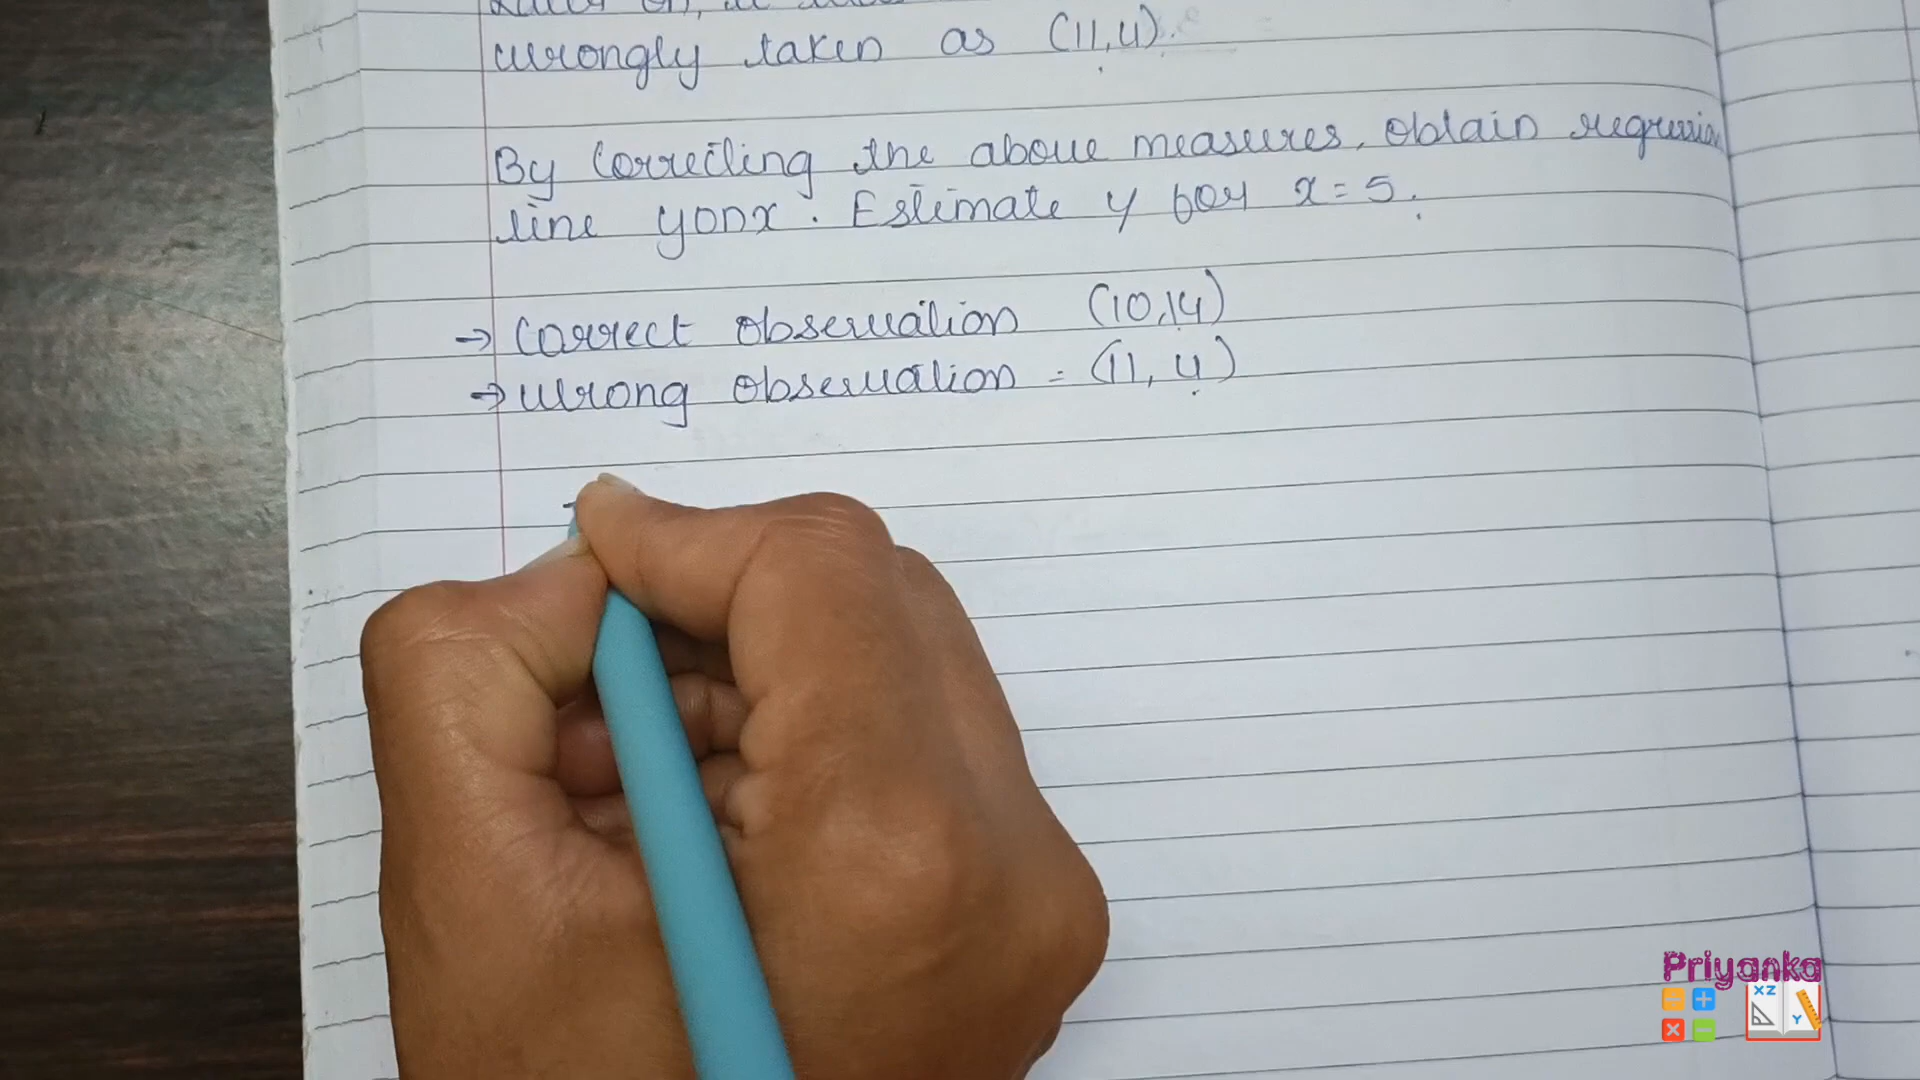 wrongly taken as (11,4).
By Correcting the above measures, obtain regression
line y on x. Estimate y for x = 5.
→ Correct observation (10,14)
→ wrong observation = (11, 4)
Priyanka
XZ
Y